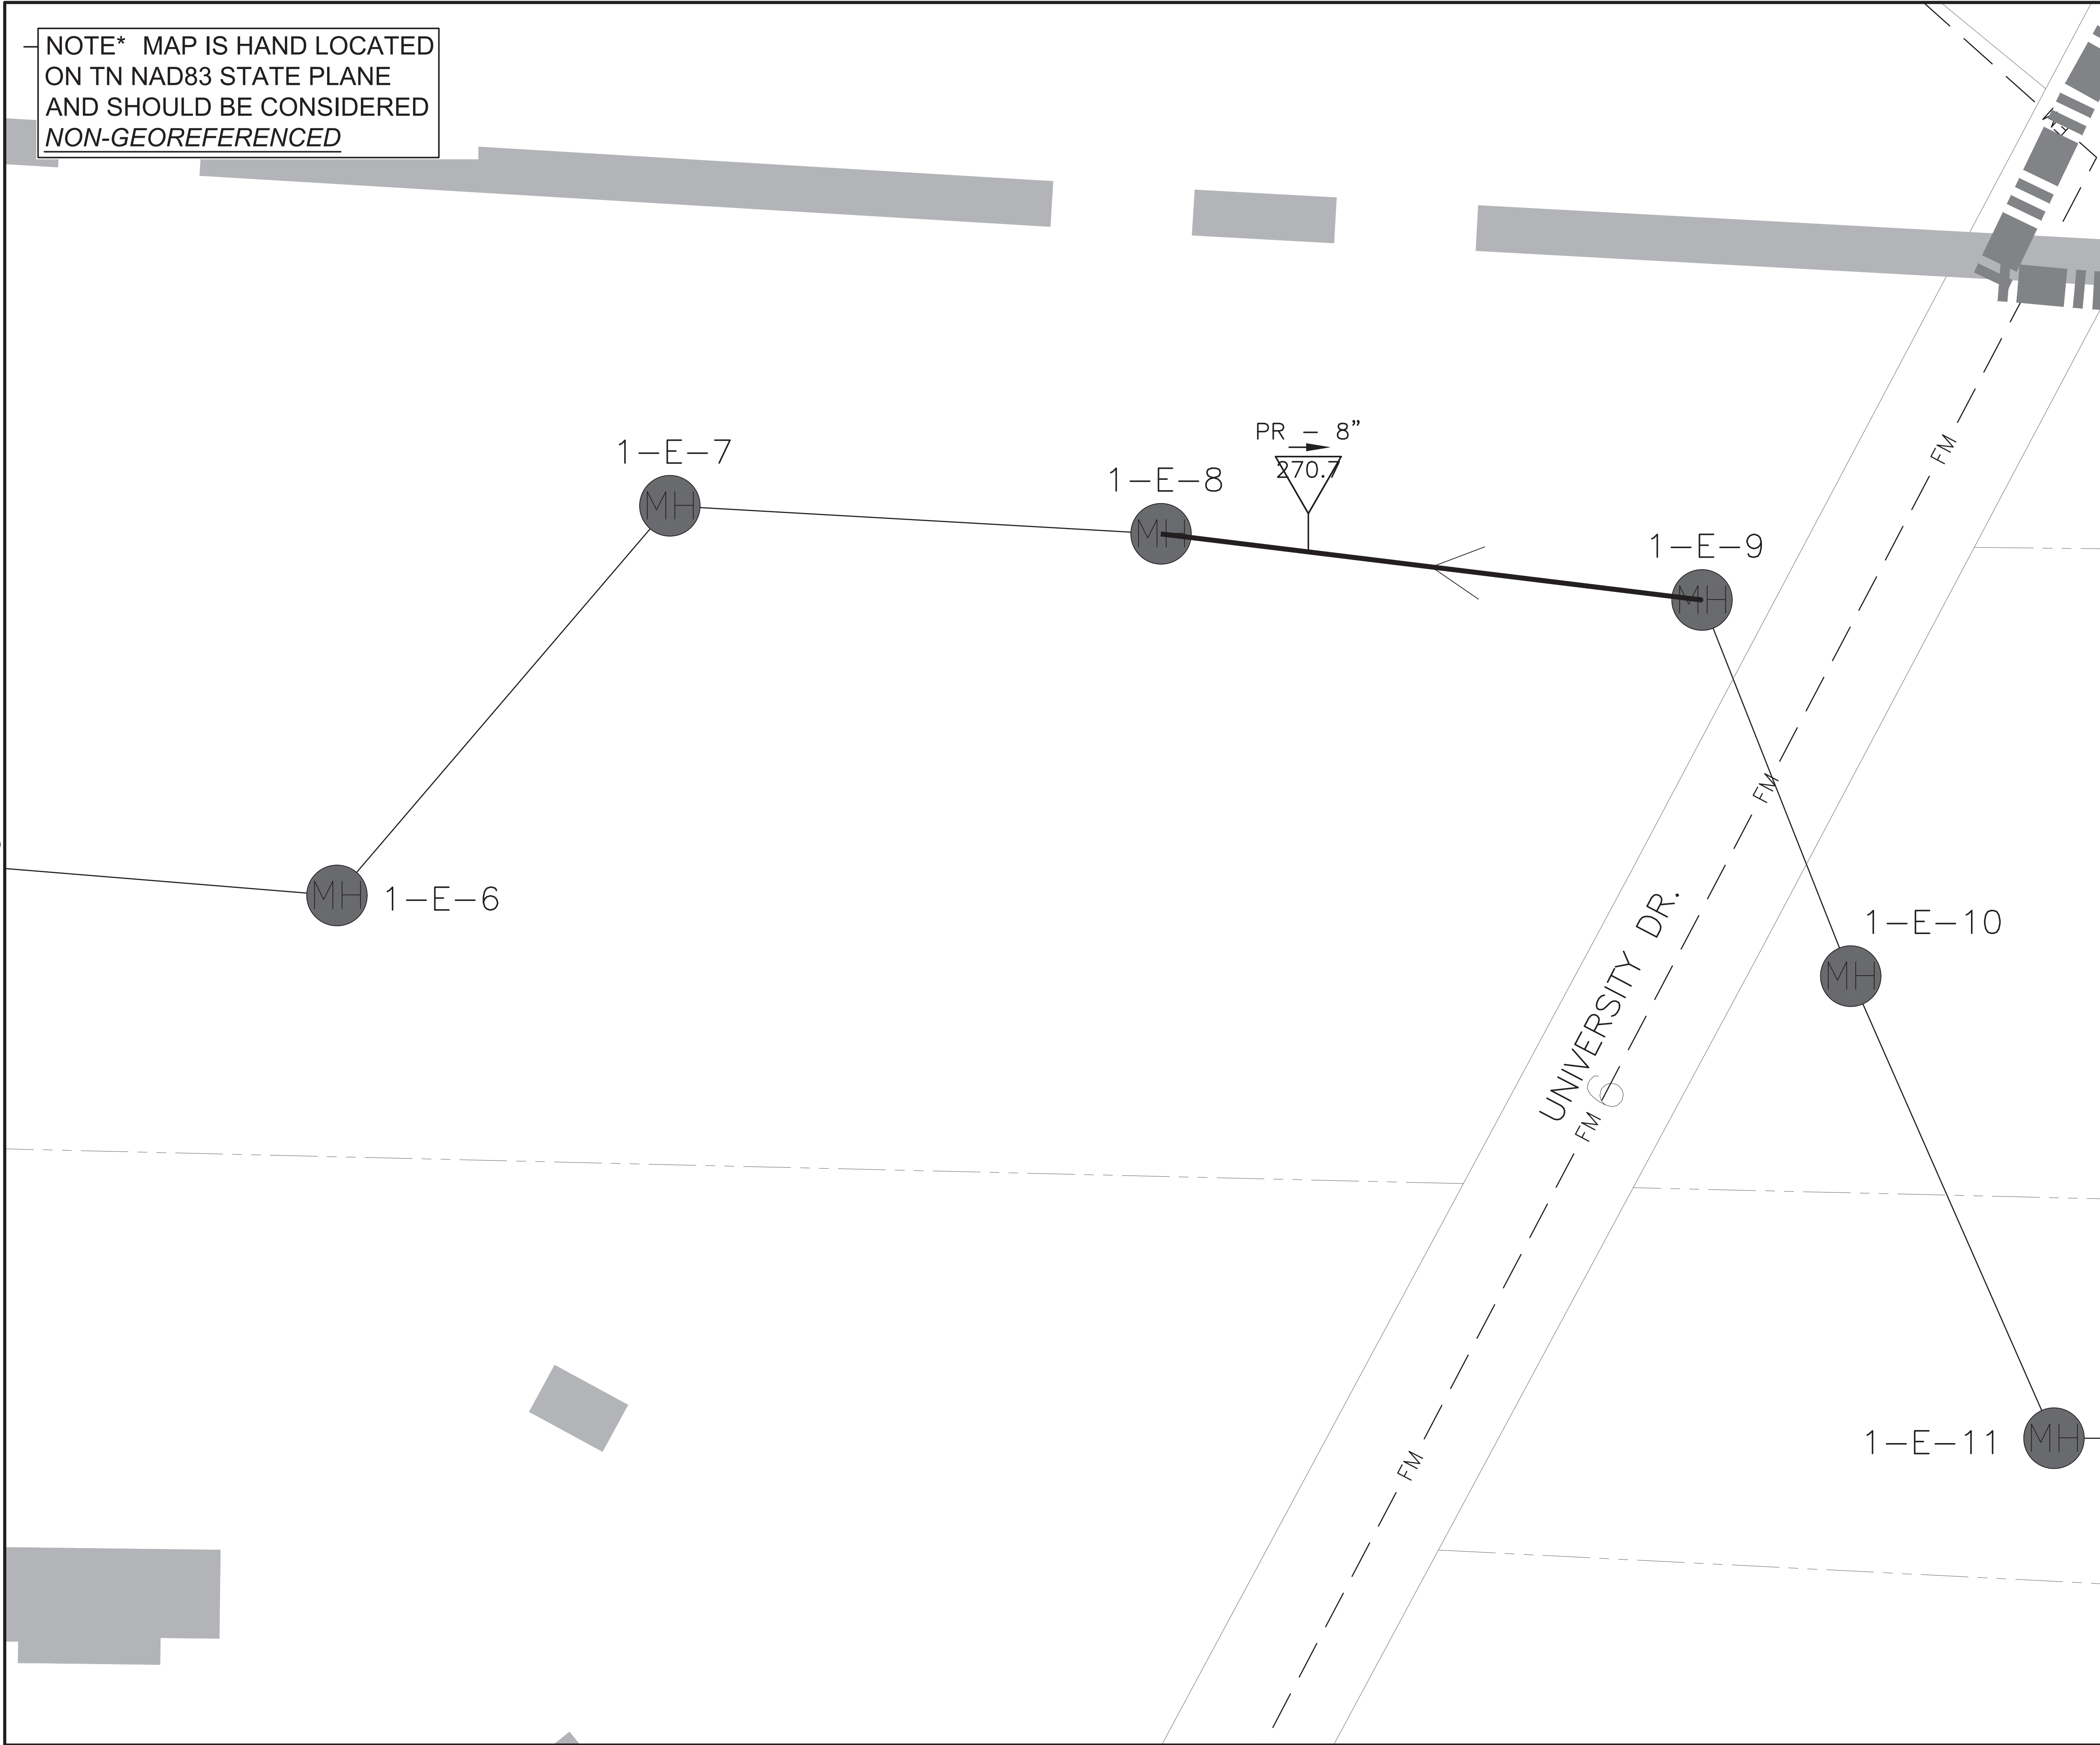 NOTE* MAP IS HAND LOCATED
ON TN NAD83 STATE PLANE
AND SHOULD BE CONSIDERED
NON-GEOREFERENCED
PR - 8"
270.7
1-E-7
MH
1-E-8
MH
1-E-9
MH
FM
FM
1-E-6
MH
1-E-10
MH
UNIVERSITY DR.
6
FM
1-E-11
MH
FM